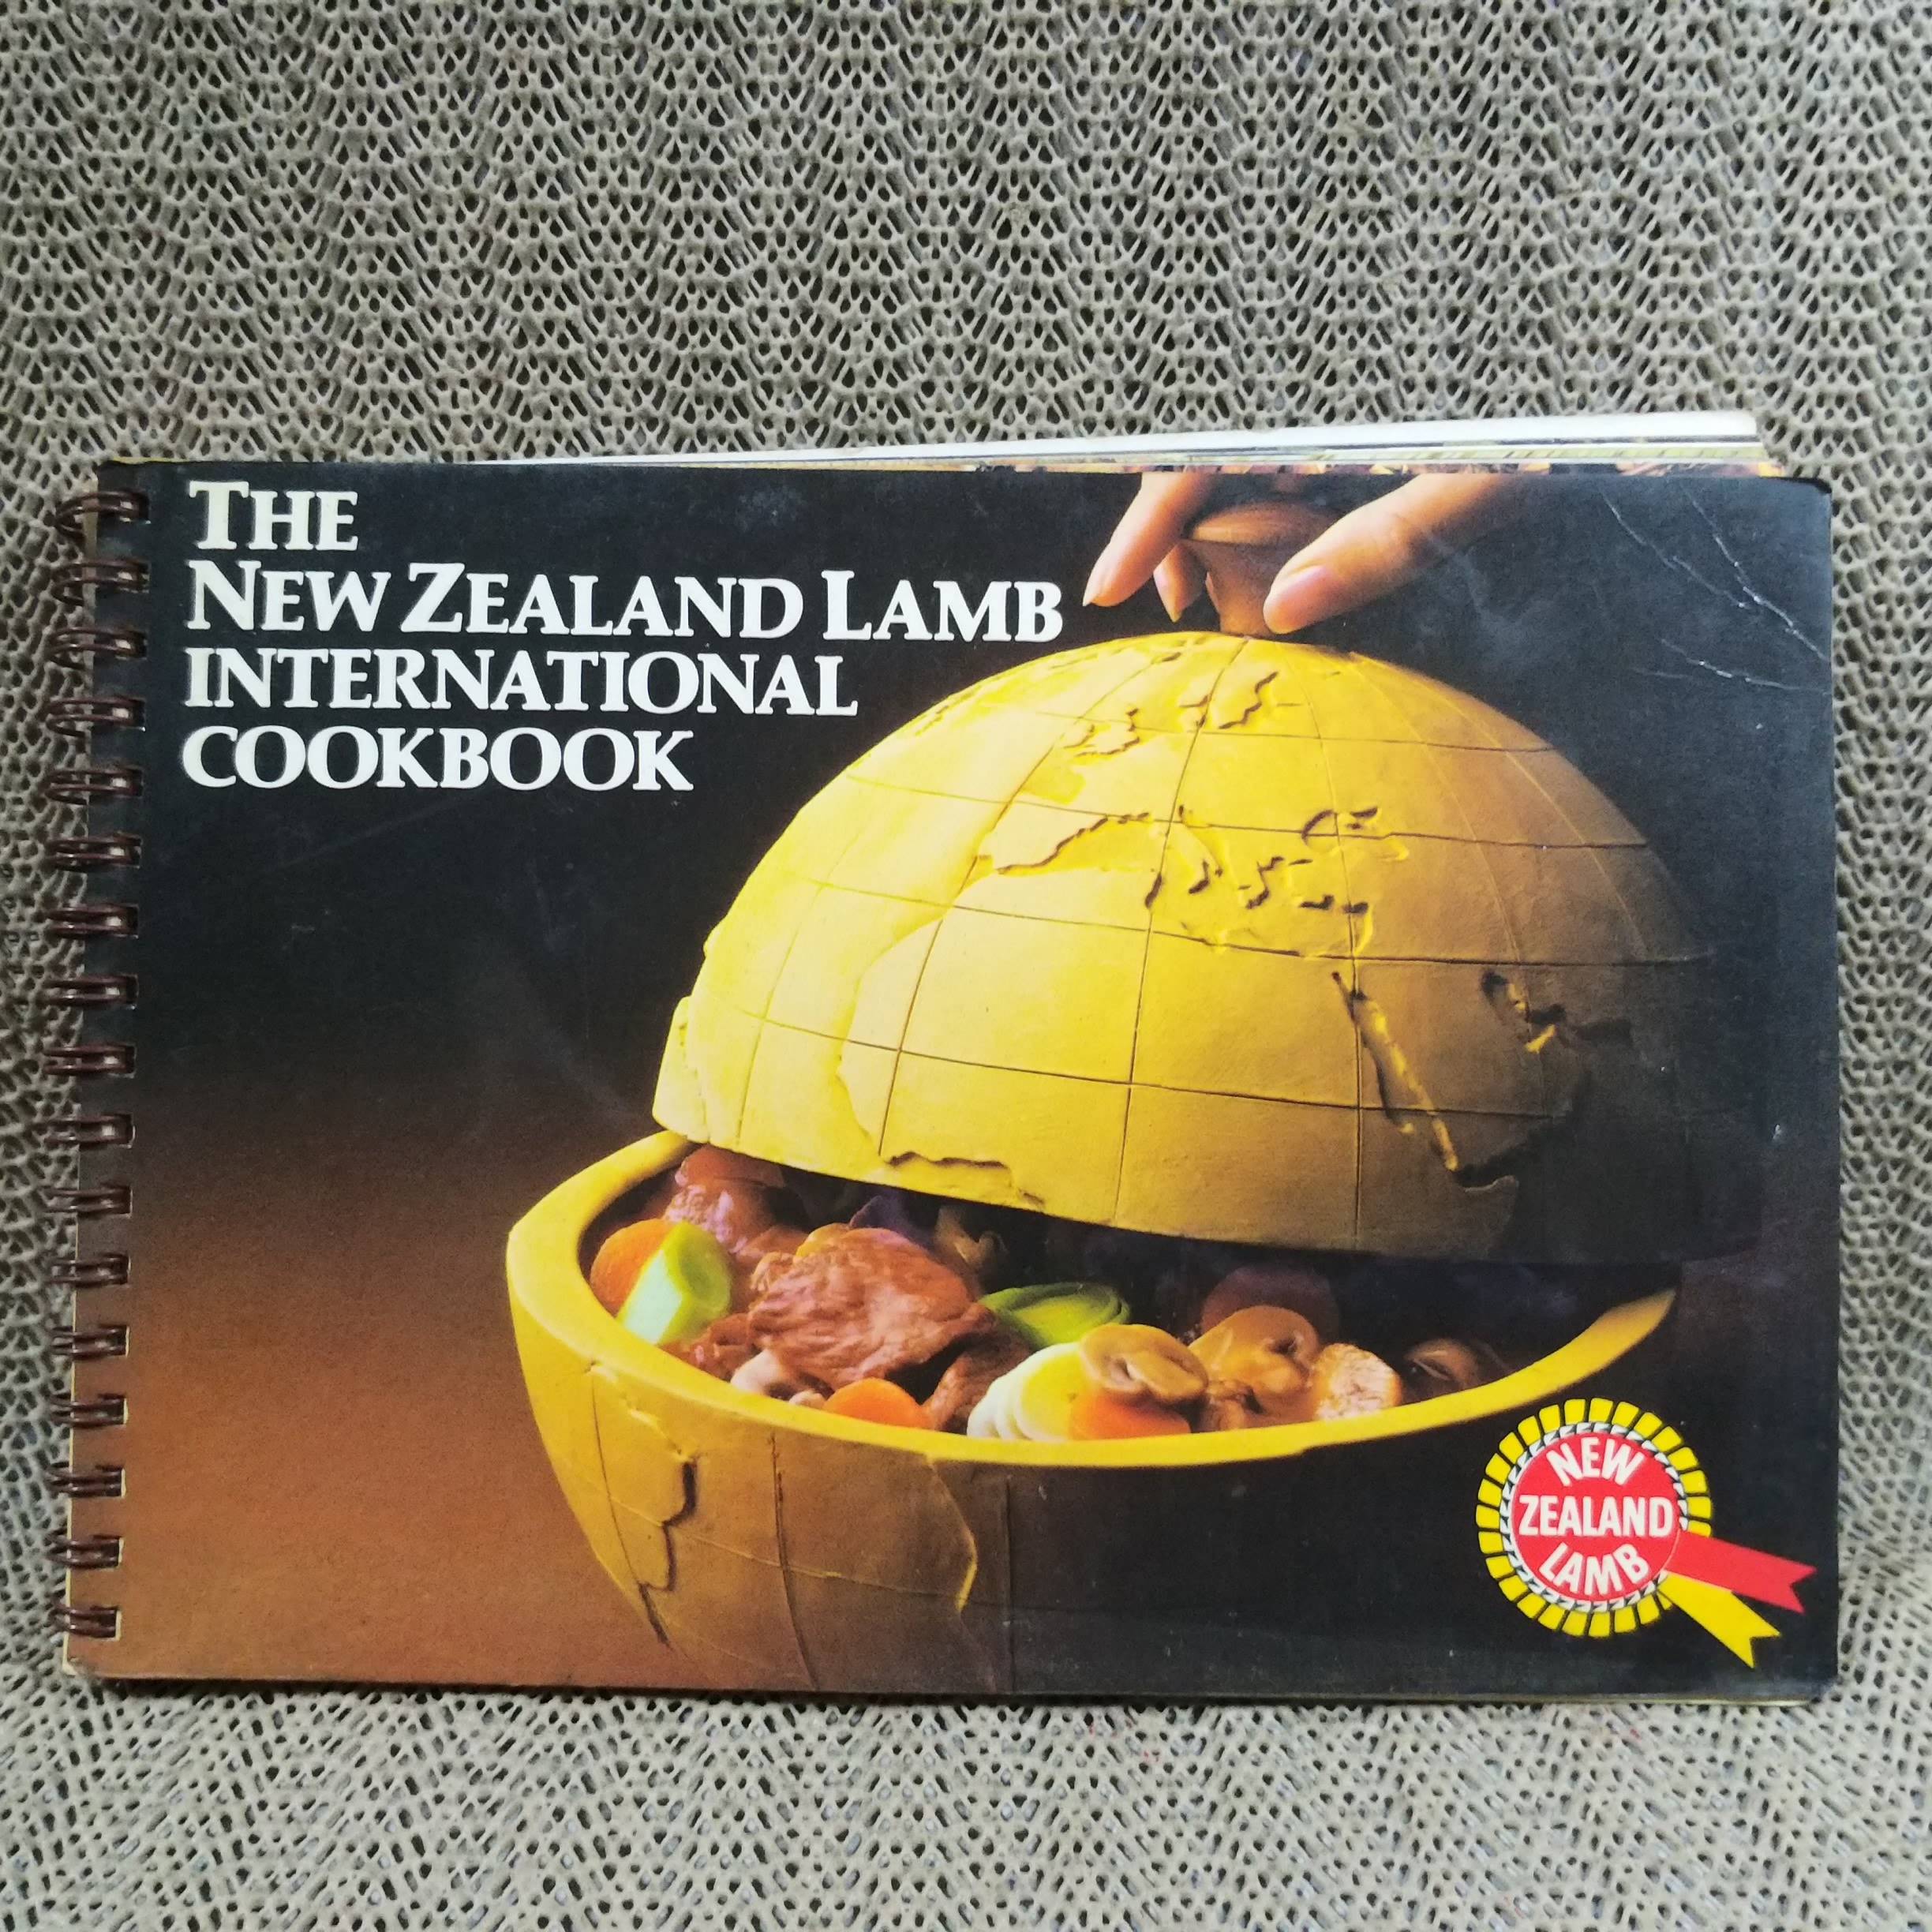 THE
NEW ZEALAND LAMB
INTERNATIONAL
COOKBOOK
NEW
ZEALAND
LAMB